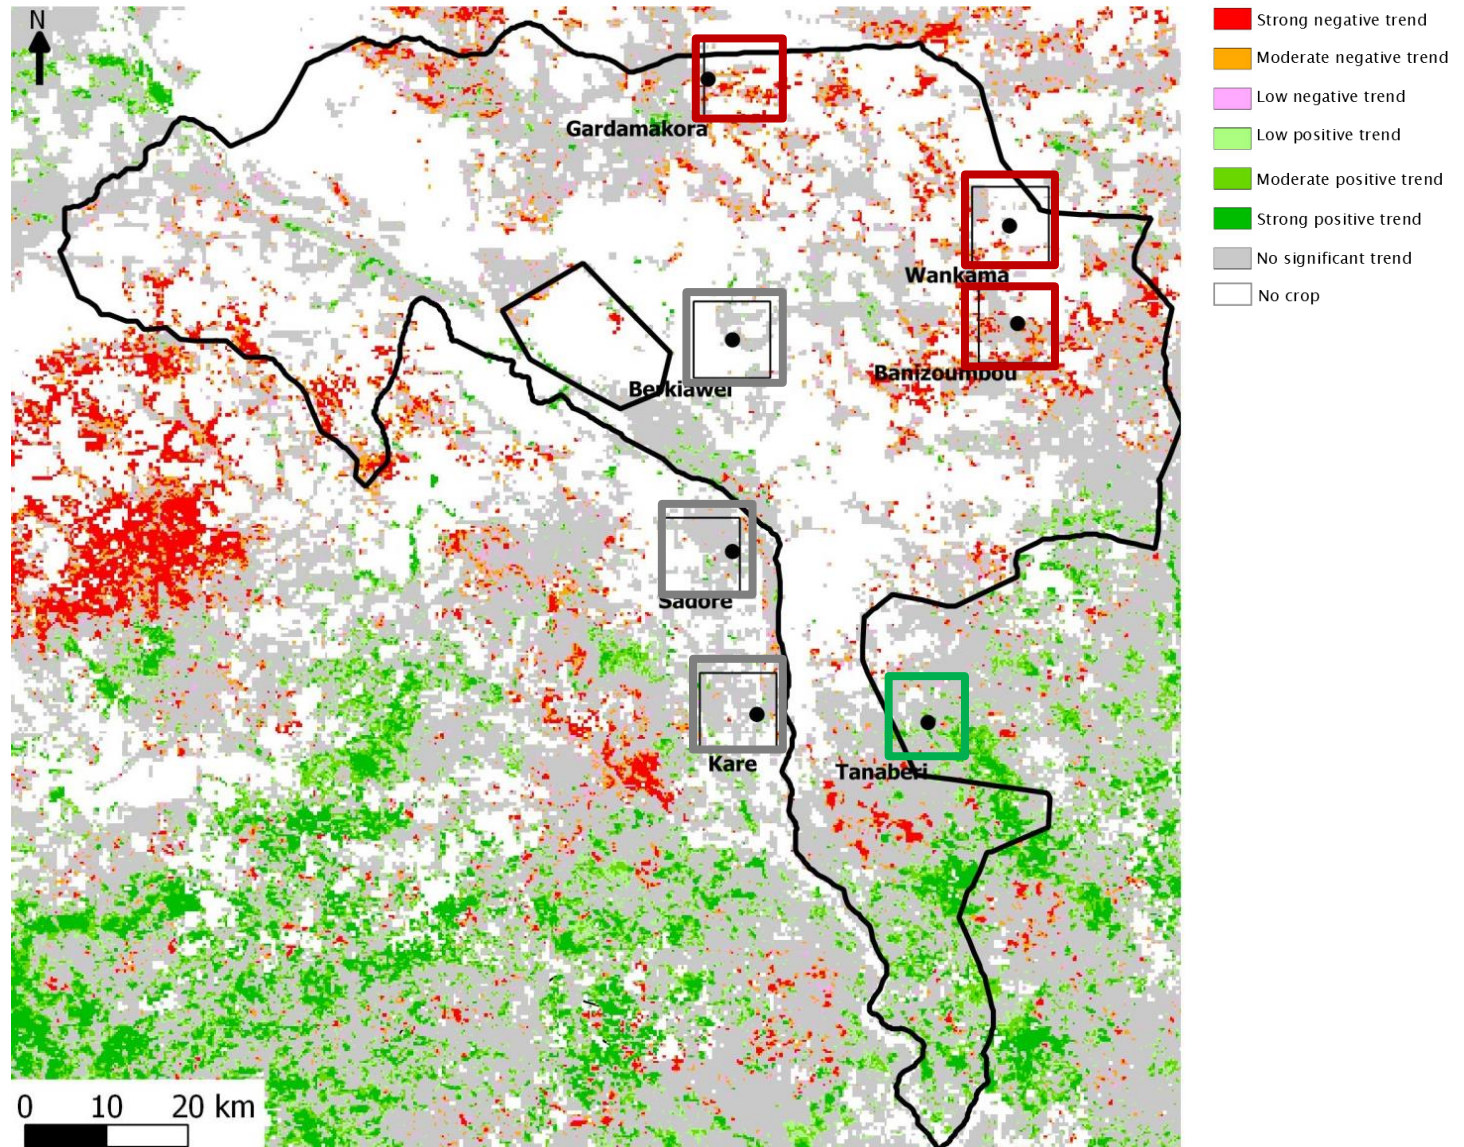 N
Strong negative trend
Moderate negative trend
Low negative trend
Low positive trend
Moderate positive trend
Strong positive trend
No significant trend
No crop
Gardamakora
Wankama
Banizoumbou
Berkiawel
Sadore
Kare
Tanaberi
0 10 20 km